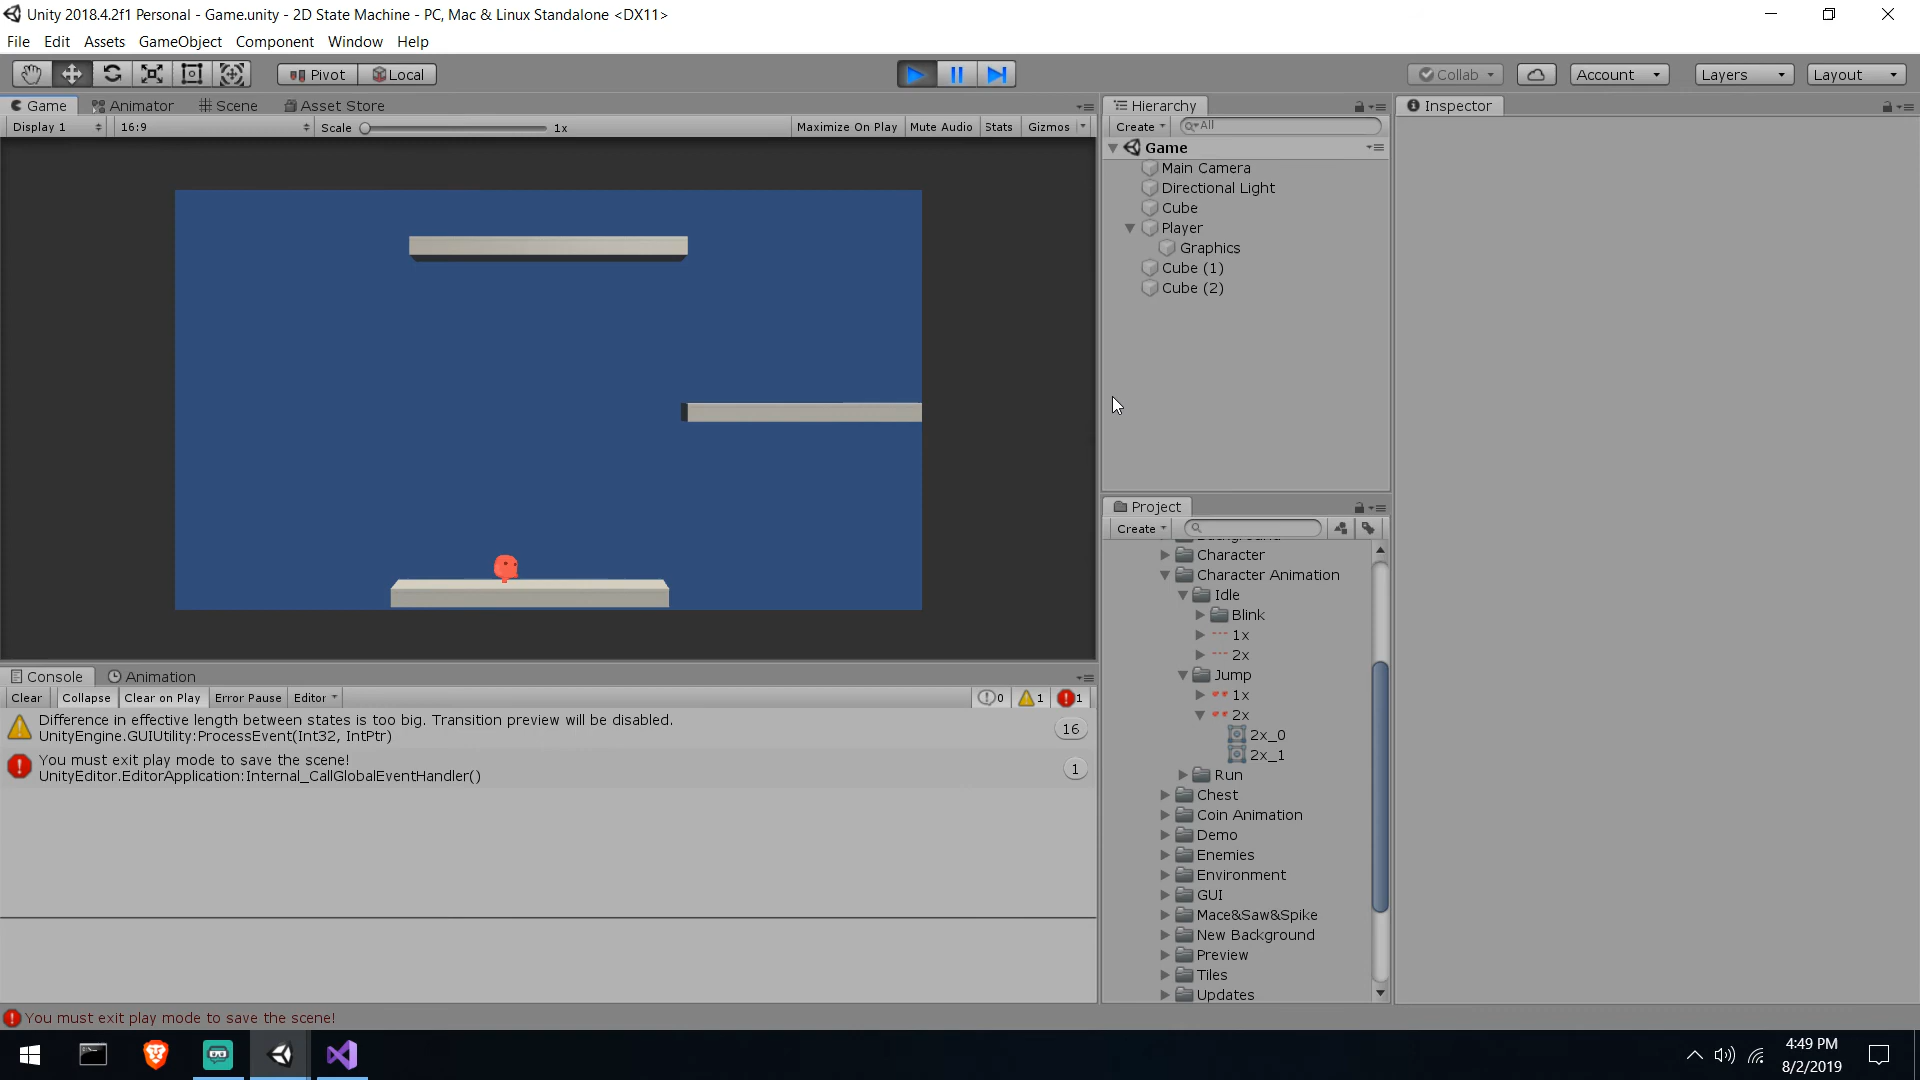 Unity 2018.4.2f1 Personal - Game.unity - 2D State Machine - PC, Mac & Linux Standalone <DX11>
File Edit Assets GameObject Component Window Help
Pivot Local Collab Account Layers Layout
Game Animator Scene Asset Store
Display 1 16:9 Scale 1x Maximize On Play Mute Audio Stats Gizmos
Hierarchy
Create All
Game
Main Camera
Directional Light
Cube
Player
Graphics
Cube (1)
Cube (2)
Inspector
Project
Create
Character
Character Animation
Idle
Blink
1x
2x
Jump
1x
2x
2x_0
2x_1
Run
Chest
Coin Animation
Demo
Enemies
Environment
GUI
Mace&Saw&Spike
New Background
Preview
Tiles
Updates
Console Animation
Clear Collapse Clear on Play Error Pause Editor 0 1 1
Difference in effective length between states is too big. Transition preview will be disabled.
UnityEngine.GUIUtility:ProcessEvent(Int32, IntPtr)
16
You must exit play mode to save the scene!
UnityEditor.EditorApplication:Internal_CallGlobalEventHandler()
1
You must exit play mode to save the scene!
4:49 PM
8/2/2019